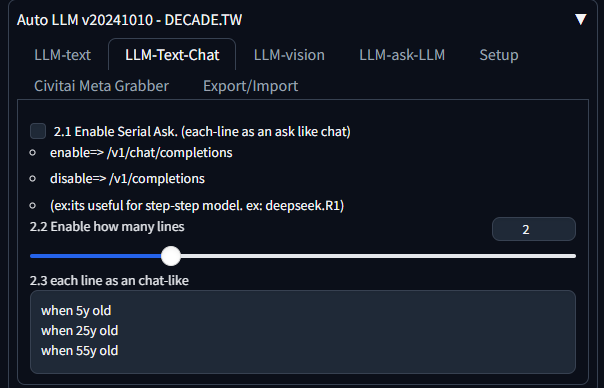 Auto LLM v20241010 - DECADE.TW ▼
LLM-text LLM-Text-Chat LLM-vision LLM-ask-LLM Setup
Civitai Meta Grabber Export/Import
2.1 Enable Serial Ask. (each-line as an ask like chat)
enable=> /v1/chat/completions
disable=> /v1/completions
(ex:its useful for step-step model. ex: deepseek.R1)
2.2 Enable how many lines 2
2.3 each line as an chat-like
when 5y old
when 25y old
when 55y old